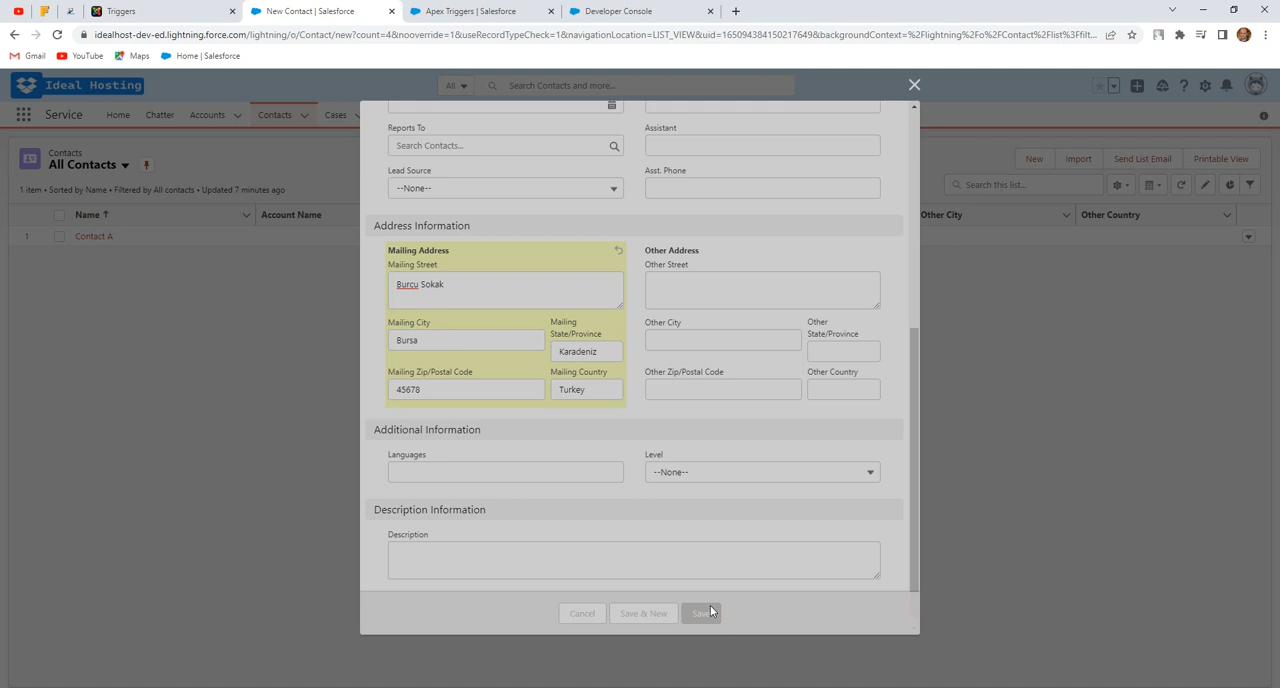 Triggers
New Contact | Salesforce
Apex Triggers | Salesforce
Developer Console
idealhost-dev-ed.lightning.force.com/lightning/o/Contact/new?count=4&nooverride=1&useRecordTypeCheck=1&navigationLocation=LIST_VIEW&uid=165094384150217649&backgroundContext=%2Flightning%2Fo%2FContact%2Flist%3Ffilt...
Gmail
YouTube
Maps
Home | Salesforce
Ideal Hosting
All
Search Contacts and more...
Service
Home
Chatter
Accounts
Contacts
Cases
Contacts
All Contacts
New
Import
Send List Email
Printable View
1 item • Sorted by Name • Filtered by All contacts • Updated 7 minutes ago
Search this list...
Name ↑
Account Name
Other City
Other Country
1
Contact A
Reports To
Search Contacts...
Assistant
Lead Source
--None--
Asst. Phone
Address Information
Mailing Address
Mailing Street
Burcu Sokak
Other Address
Other Street
Mailing City
Bursa
Mailing
State/Province
Karadeniz
Other City
Other
State/Province
Mailing Zip/Postal Code
45678
Mailing Country
Turkey
Other Zip/Postal Code
Other Country
Additional Information
Languages
Level
--None--
Description Information
Description
Cancel
Save & New
Save